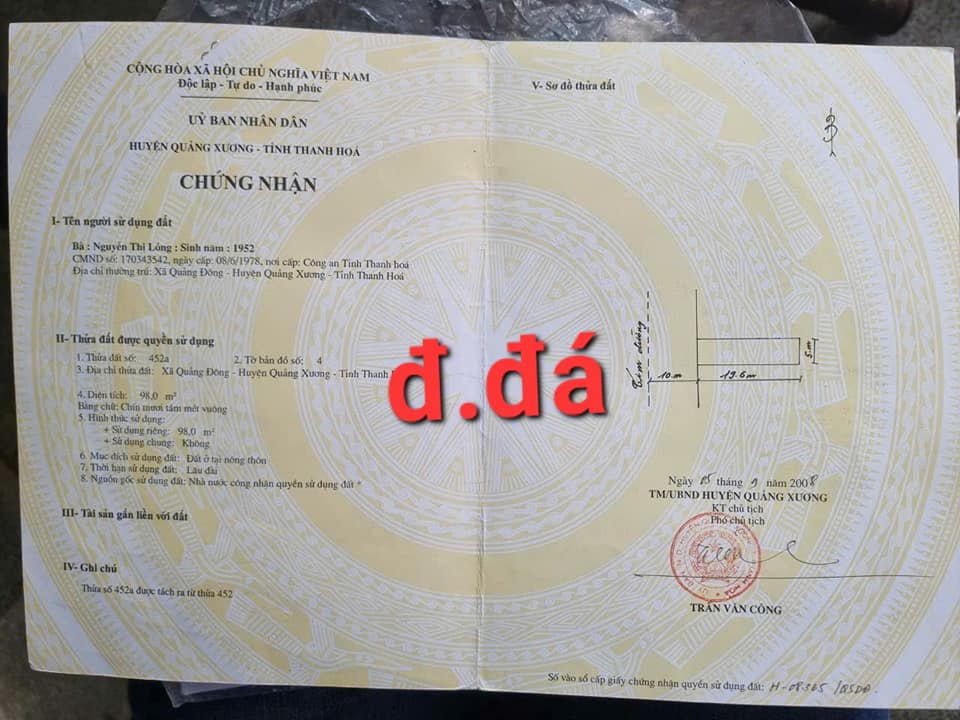 CỘNG HÒA XÃ HỘI CHỦ NGHĨA VIỆT NAM
Độc lập - Tự do - Hạnh phúc
UỶ BAN NHÂN DÂN
HUYỆN QUẢNG XƯƠNG - TỈNH THANH HOÁ
CHỨNG NHẬN
I- Tên người sử dụng đất
Bà : Nguyễn Thị Lỏng : Sinh năm : 1952
CMND số: 170343542, ngày cấp: 08/6/1978, nơi cấp: Công an Tỉnh Thanh hoá
Địa chỉ thường trú: Xã Quảng Đông - Huyện Quảng Xương - Tỉnh Thanh Hoá
II- Thửa đất được quyền sử dụng
1. Thửa đất số: 452a 2. Tờ bản đồ số: 4
3. Địa chỉ thửa đất: Xã Quảng Đông - Huyện Quảng Xương - Tỉnh Thanh
4. Diện tích: 98,0 m²
Bằng chữ: Chín mươi tám mét vuông
5. Hình thức sử dụng:
+ Sử dụng riêng: 98,0 m²
+ Sử dụng chung: Không
6. Mục đích sử dụng đất: Đất ở tại nông thôn
7. Thời hạn sử dụng đất: Lâu dài
8. Nguồn gốc sử dụng đất: Nhà nước công nhận quyền sử dụng đất *
III- Tài sản gắn liền với đất
IV- Ghi chú
Thửa số 452a được tách ra từ thửa 452
đ.đá
V- Sơ đồ thửa đất
Tim đường
10 m
19.6m
5 m
Ngày 05 tháng 9 năm 2008
TM/UBND HUYỆN QUẢNG XƯƠNG
KT chủ tịch
Phó chủ tịch
TRẦN VĂN CÔNG
Số vào sổ cấp giấy chứng nhận quyền sử dụng đất: H-08365/QSDĐ.